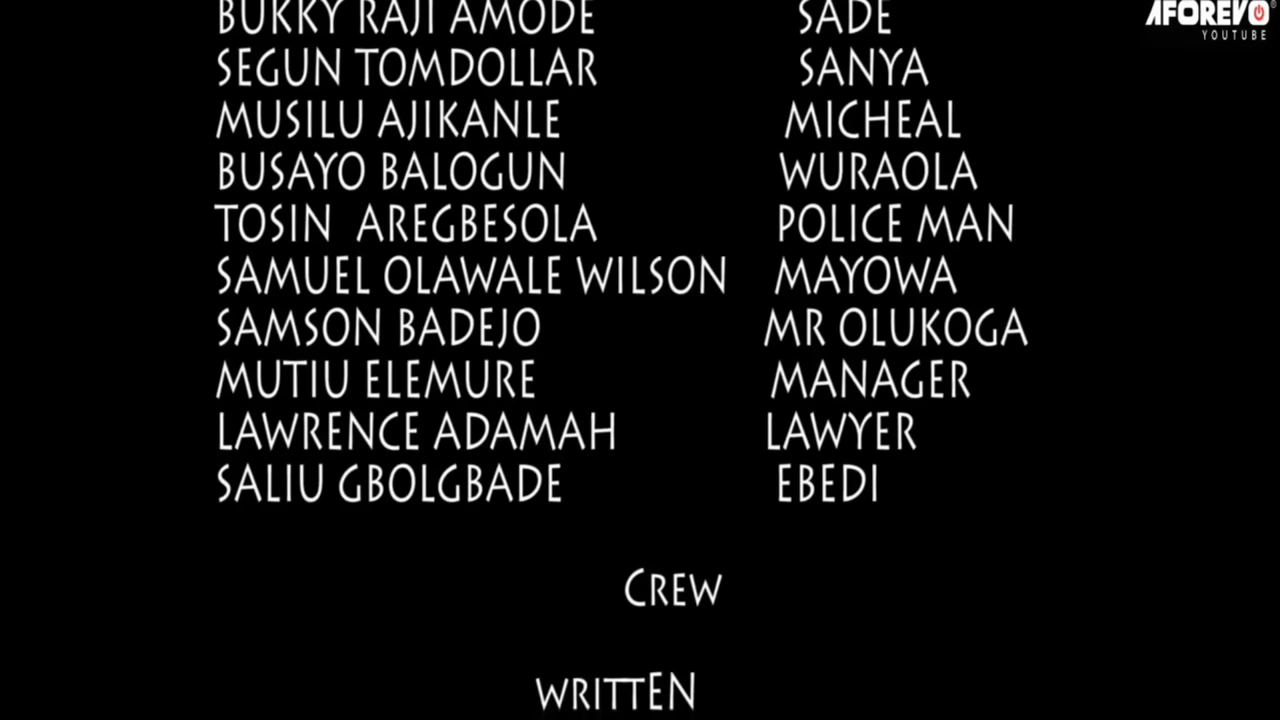 BUKKY RAJI AMODE SADE
AFOREVO
YOUTUBE
SEGUN TOMDOLLAR SANYA
MUSILU AJIKANLE MICHEAL
BUSAYO BALOGUN WURAOLA
TOSIN AREGBESOLA POLICE MAN
SAMUEL OLAWALE WILSON MAYOWA
SAMSON BADEJO MR OLUKOGA
MUTIU ELEMURE MANAGER
LAWRENCE ADAMAH LAWYER
SALIU GBOLGBADE EBEDI
CREW
WRITTEN